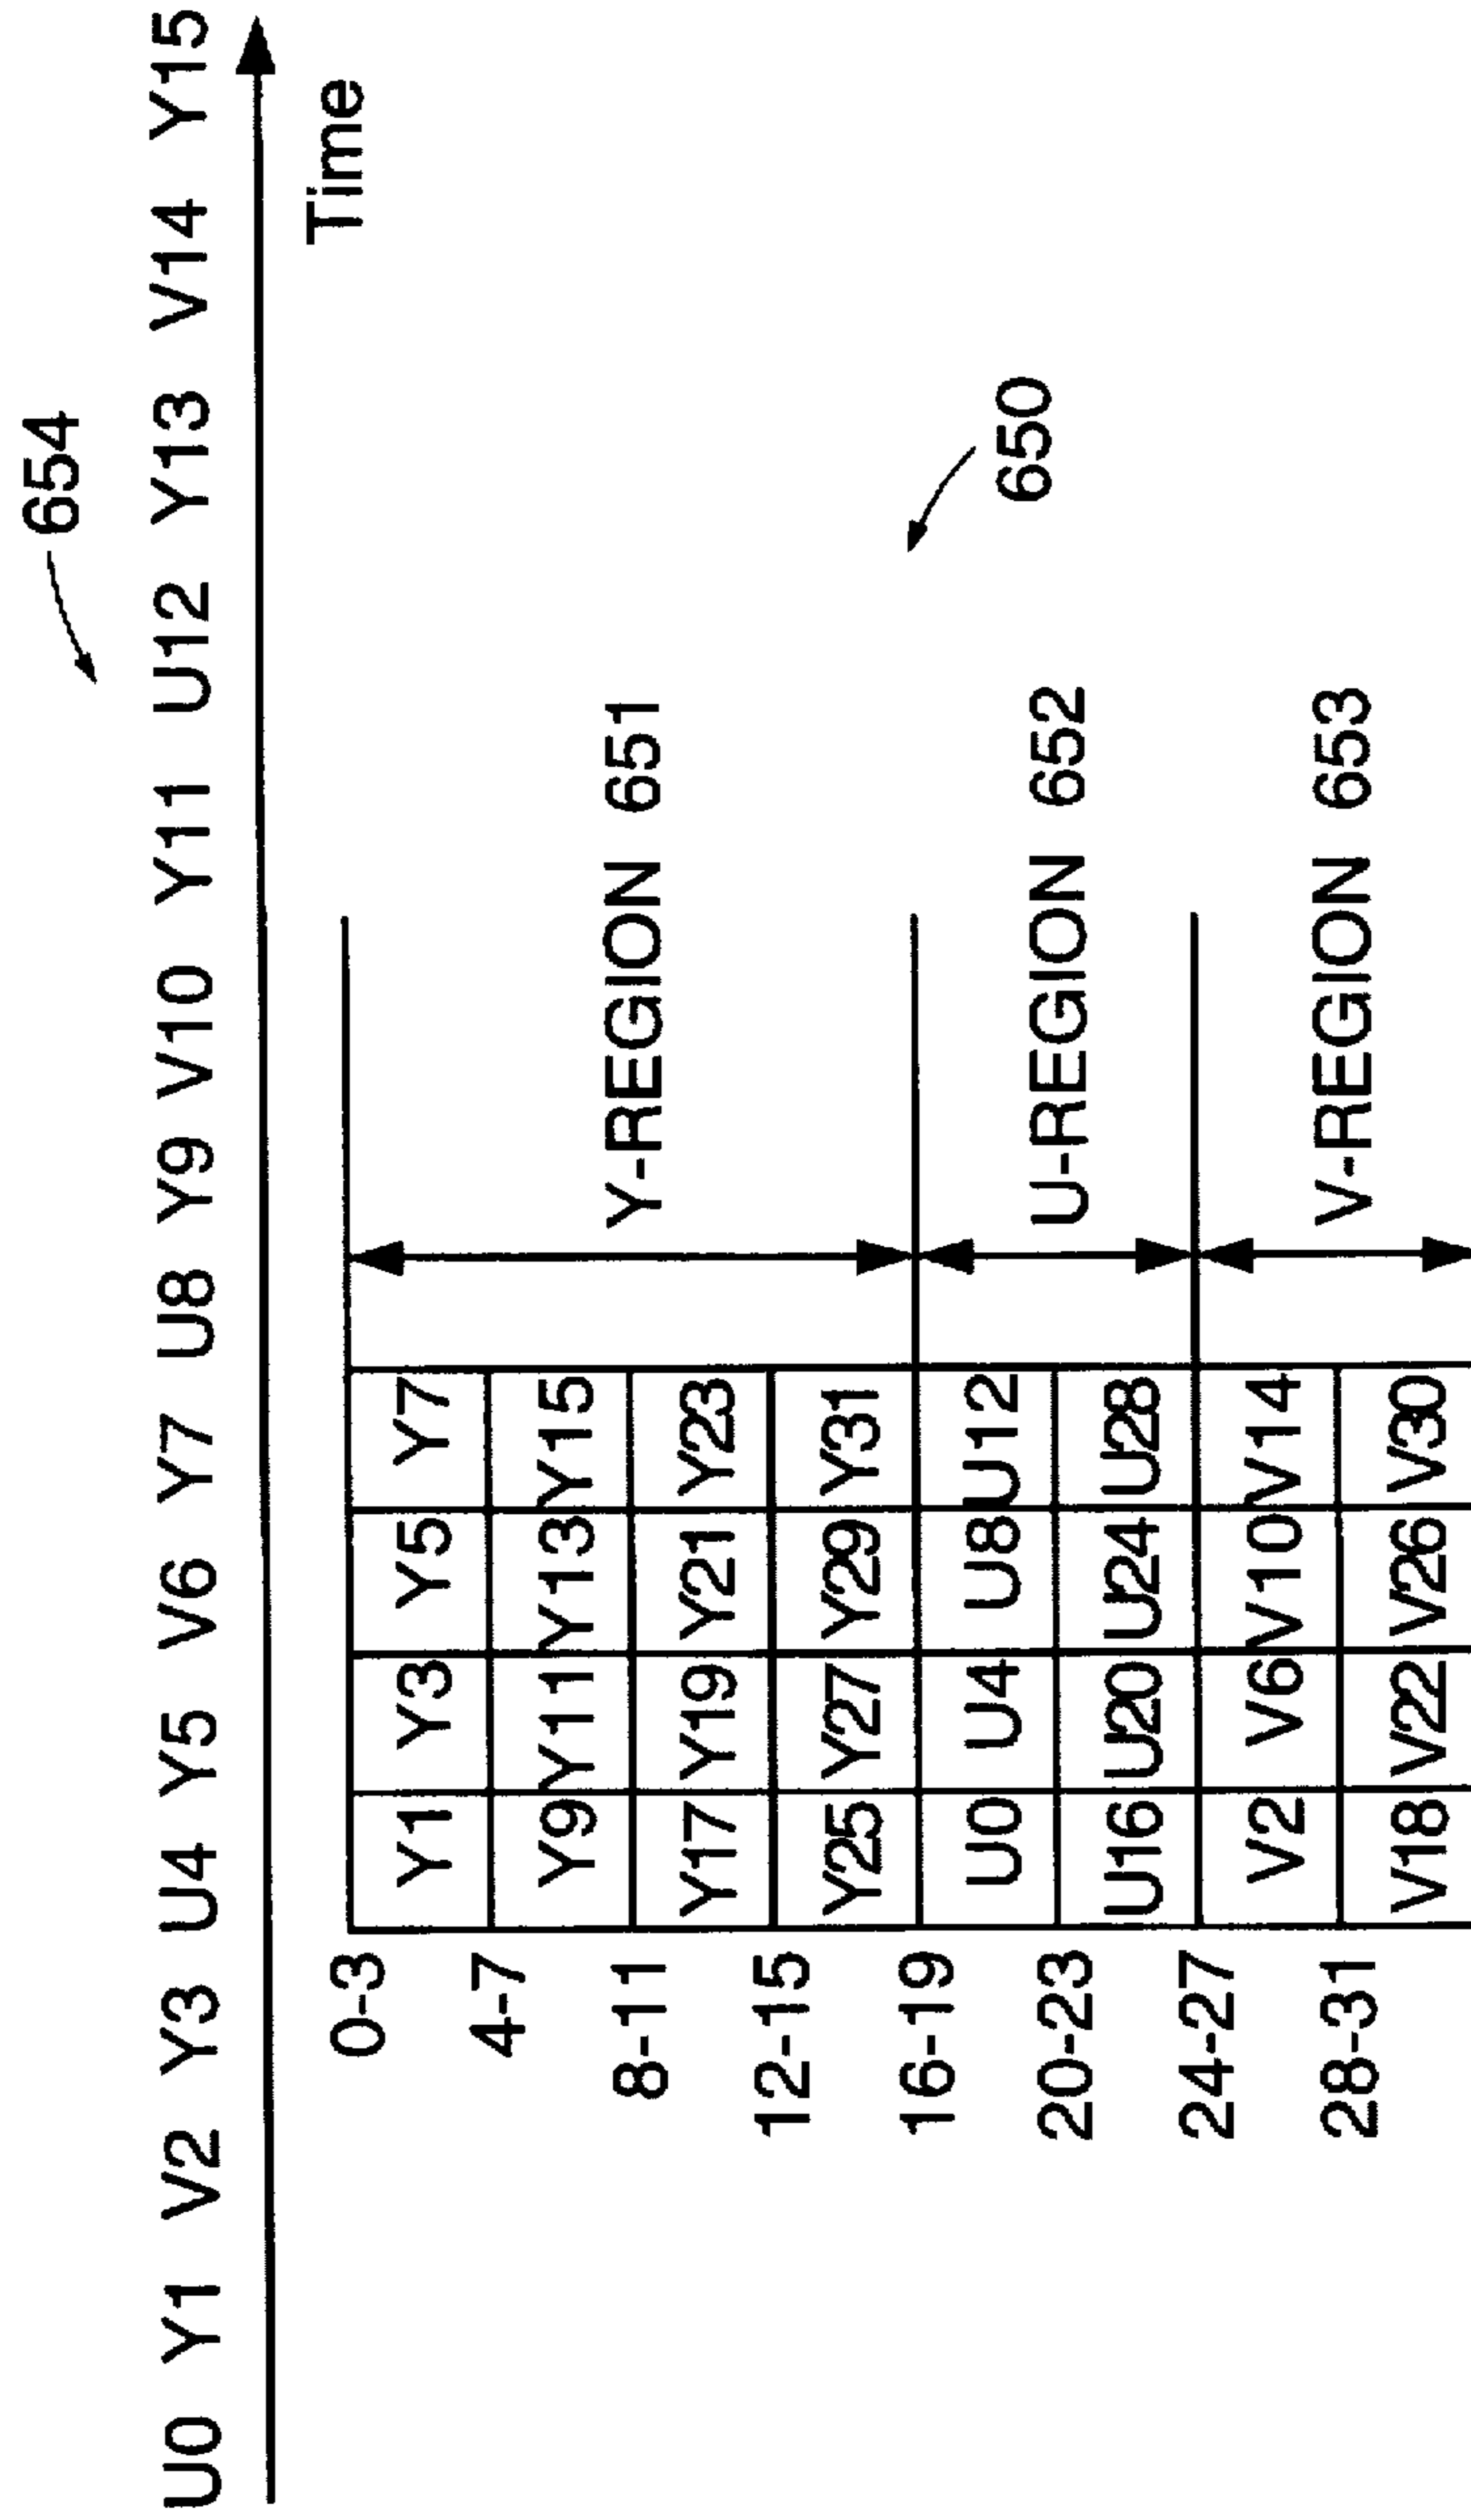 654
U0 Y1 V2 Y3 U4 Y5 V6 Y7 U8 Y9 V10 Y11 U12 Y13 V14 Y15
Time
0-3 Y1 Y3 Y5 Y7
4-7 Y9 Y11 Y13 Y15
8-11 Y17 Y19 Y21 Y23
Y-REGION 651
12-15 Y25 Y27 Y29 Y31
16-19 U0 U4 U8 U12
650
U-REGION 652
20-23 U16 U20 U24 U28
24-27 V2 V6 V10 V14
V-REGION 653
28-31 V18 V22 V26 V30